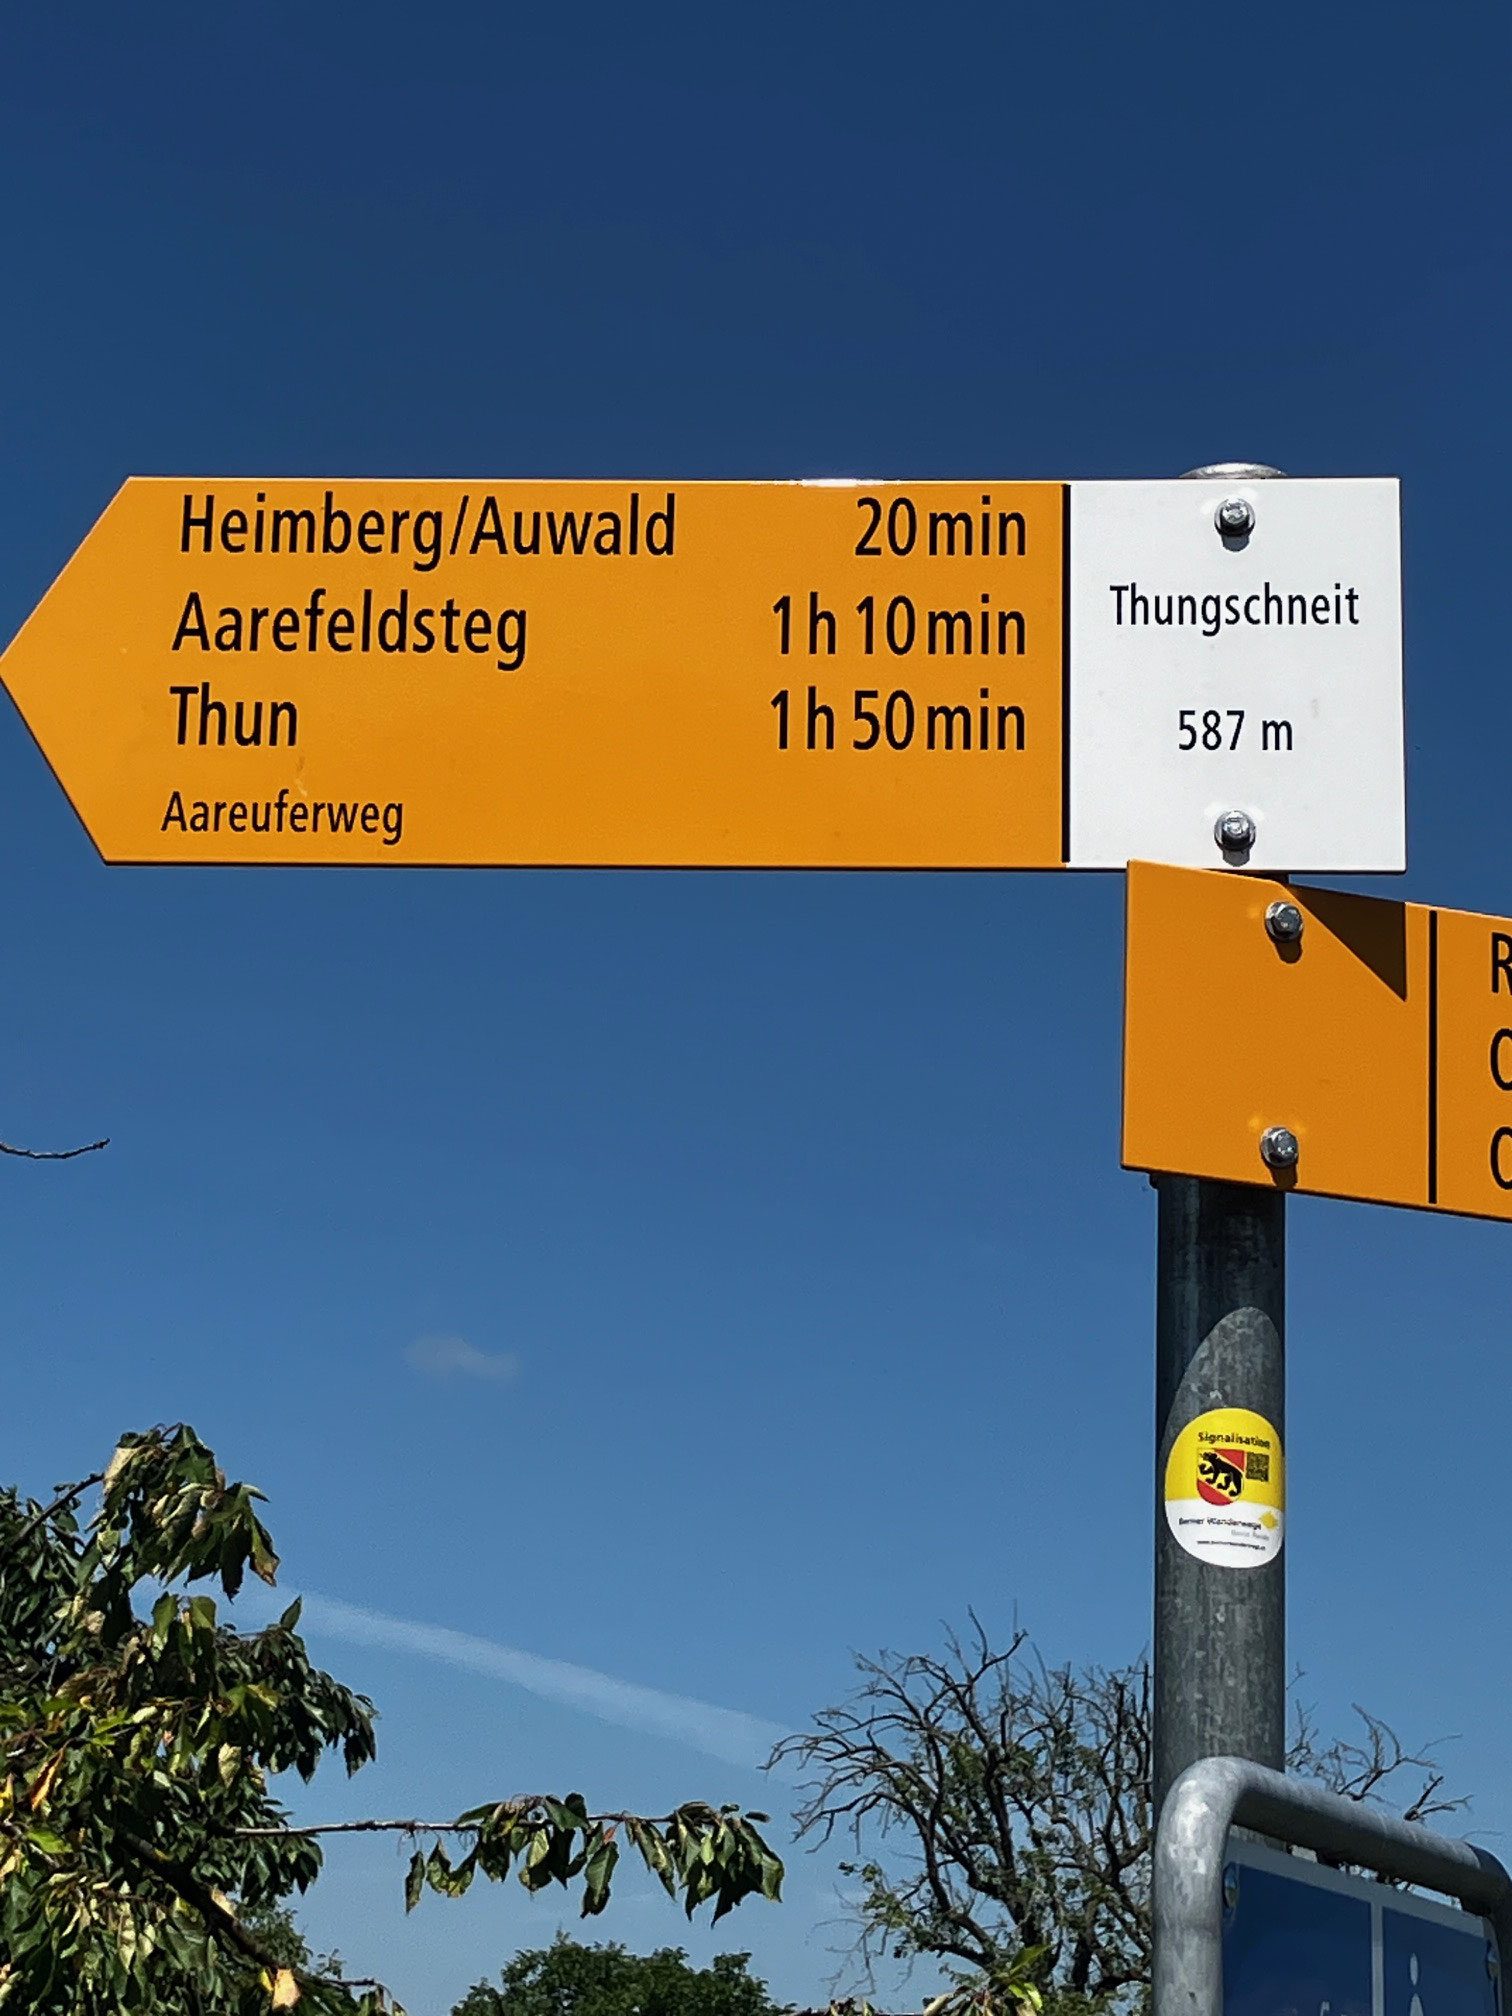 Heimberg/Auwald 20 min
Aarefeldsteg 1 h 10 min
Thun 1 h 50 min
Aareuferweg
Thungschneit
587 m
R
O
O
Signalisation
Berner Wanderwege